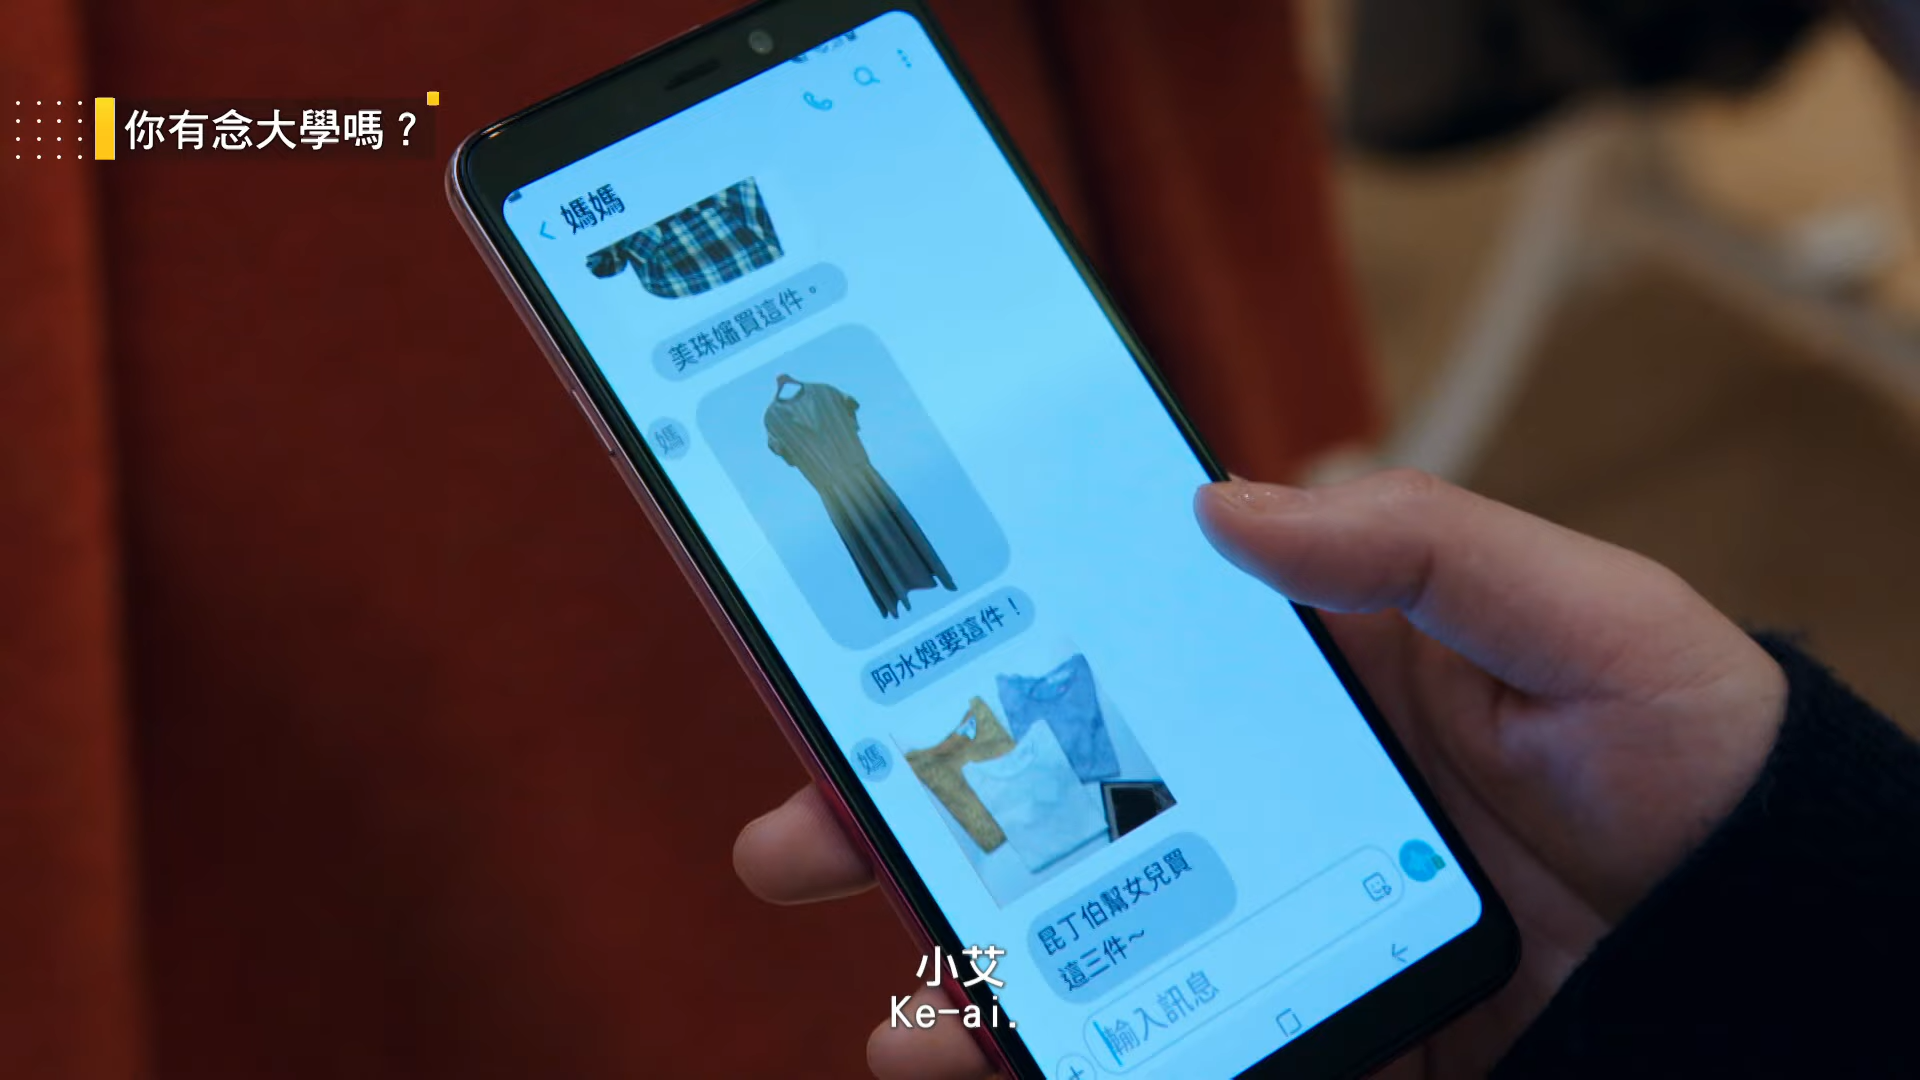 你有念大學嗎？
媽媽
美珠嬸買這件。
媽
阿水嫂要這件！
媽
昆丁伯幫女兒買
這三件～
輸入訊息
小艾
Ke-ai.